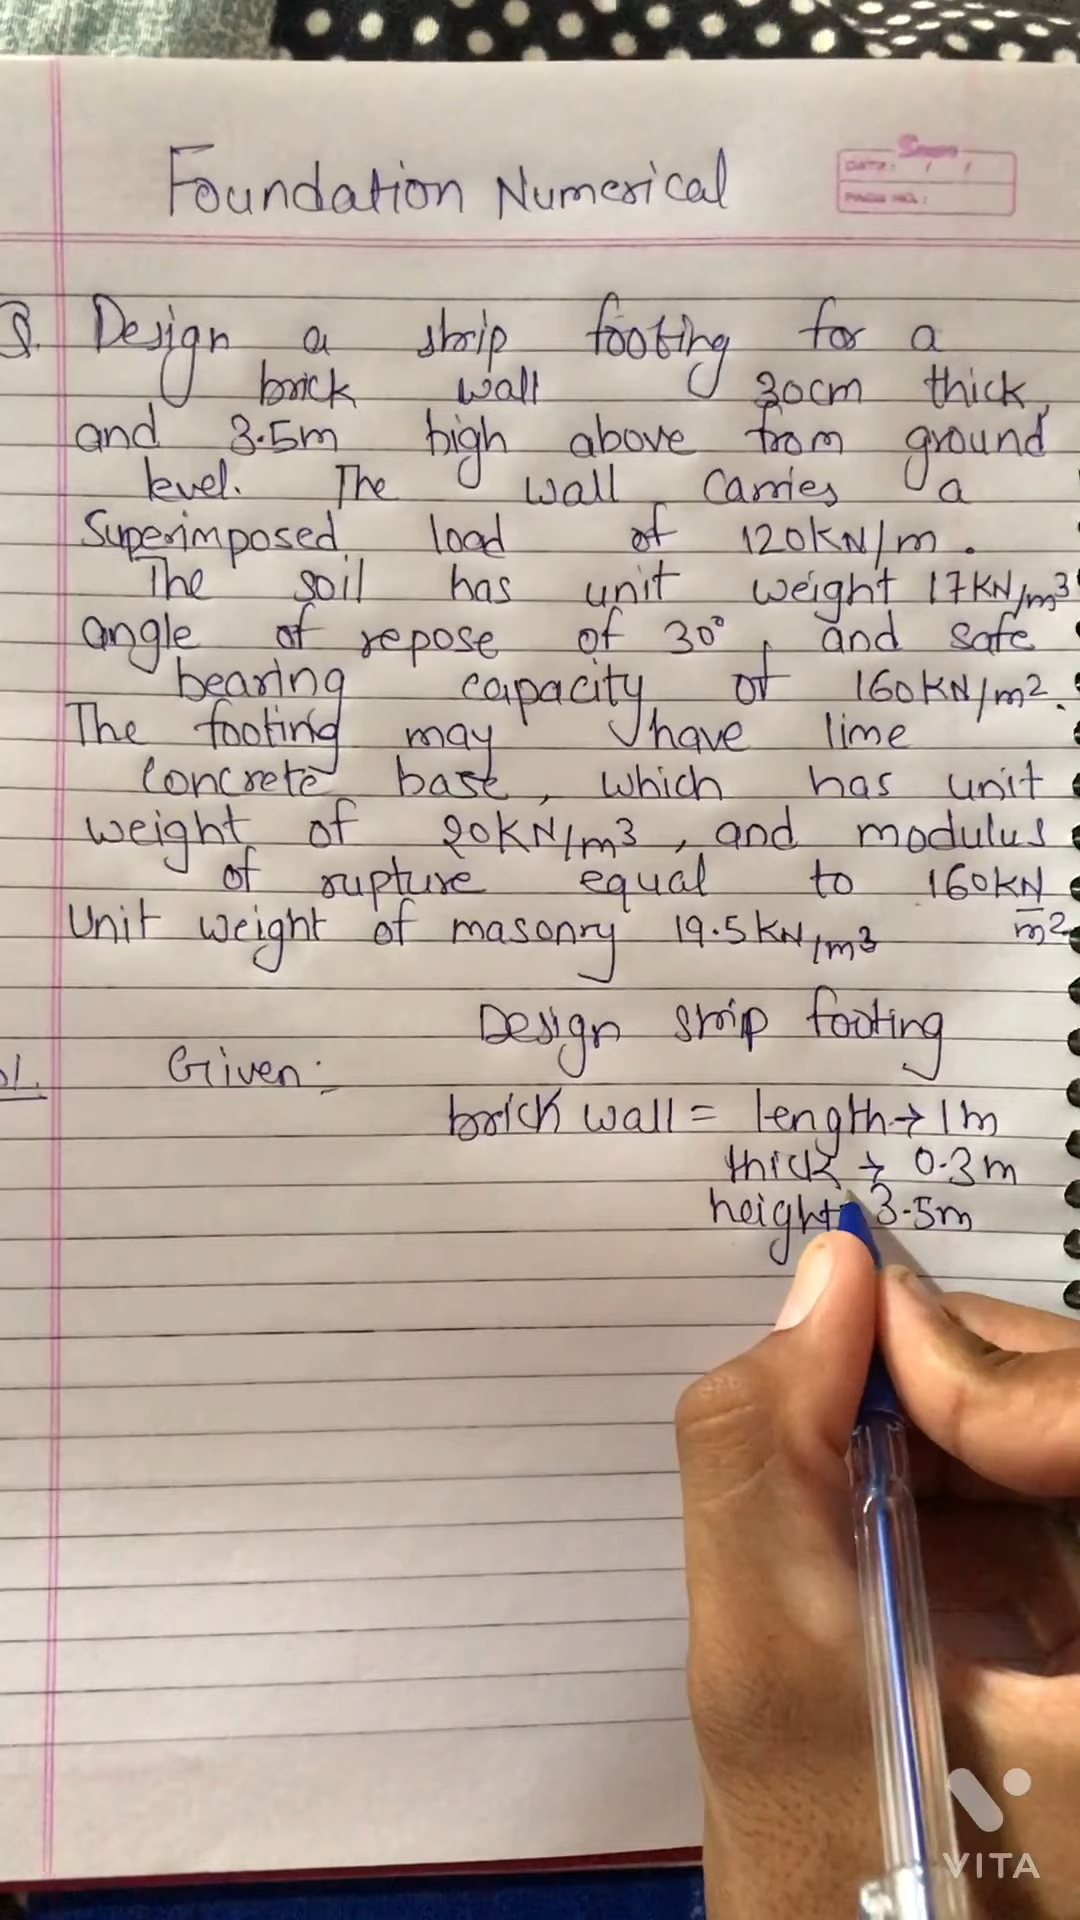 Foundation Numerical
DATE: / /
PAGE NO.:
Q. Design a strip footing for a
brick wall 30cm thick,
and 3.5m high above from ground
level. The wall carries a
Superimposed load of 120KN/m.
The soil has unit weight 17KN/m3
angle of repose of 30°, and safe
bearing capacity of 160KN/m2.
The footing may have lime
concrete base, which has unit
weight of 20KN/m3, and modulus
of rupture equal to 160KN/m2
Unit weight of masonry 19.5KN/m3
Design strip footing
Given:-
brick wall = length → 1m
thick → 0.3m
height 3.5m
VITA